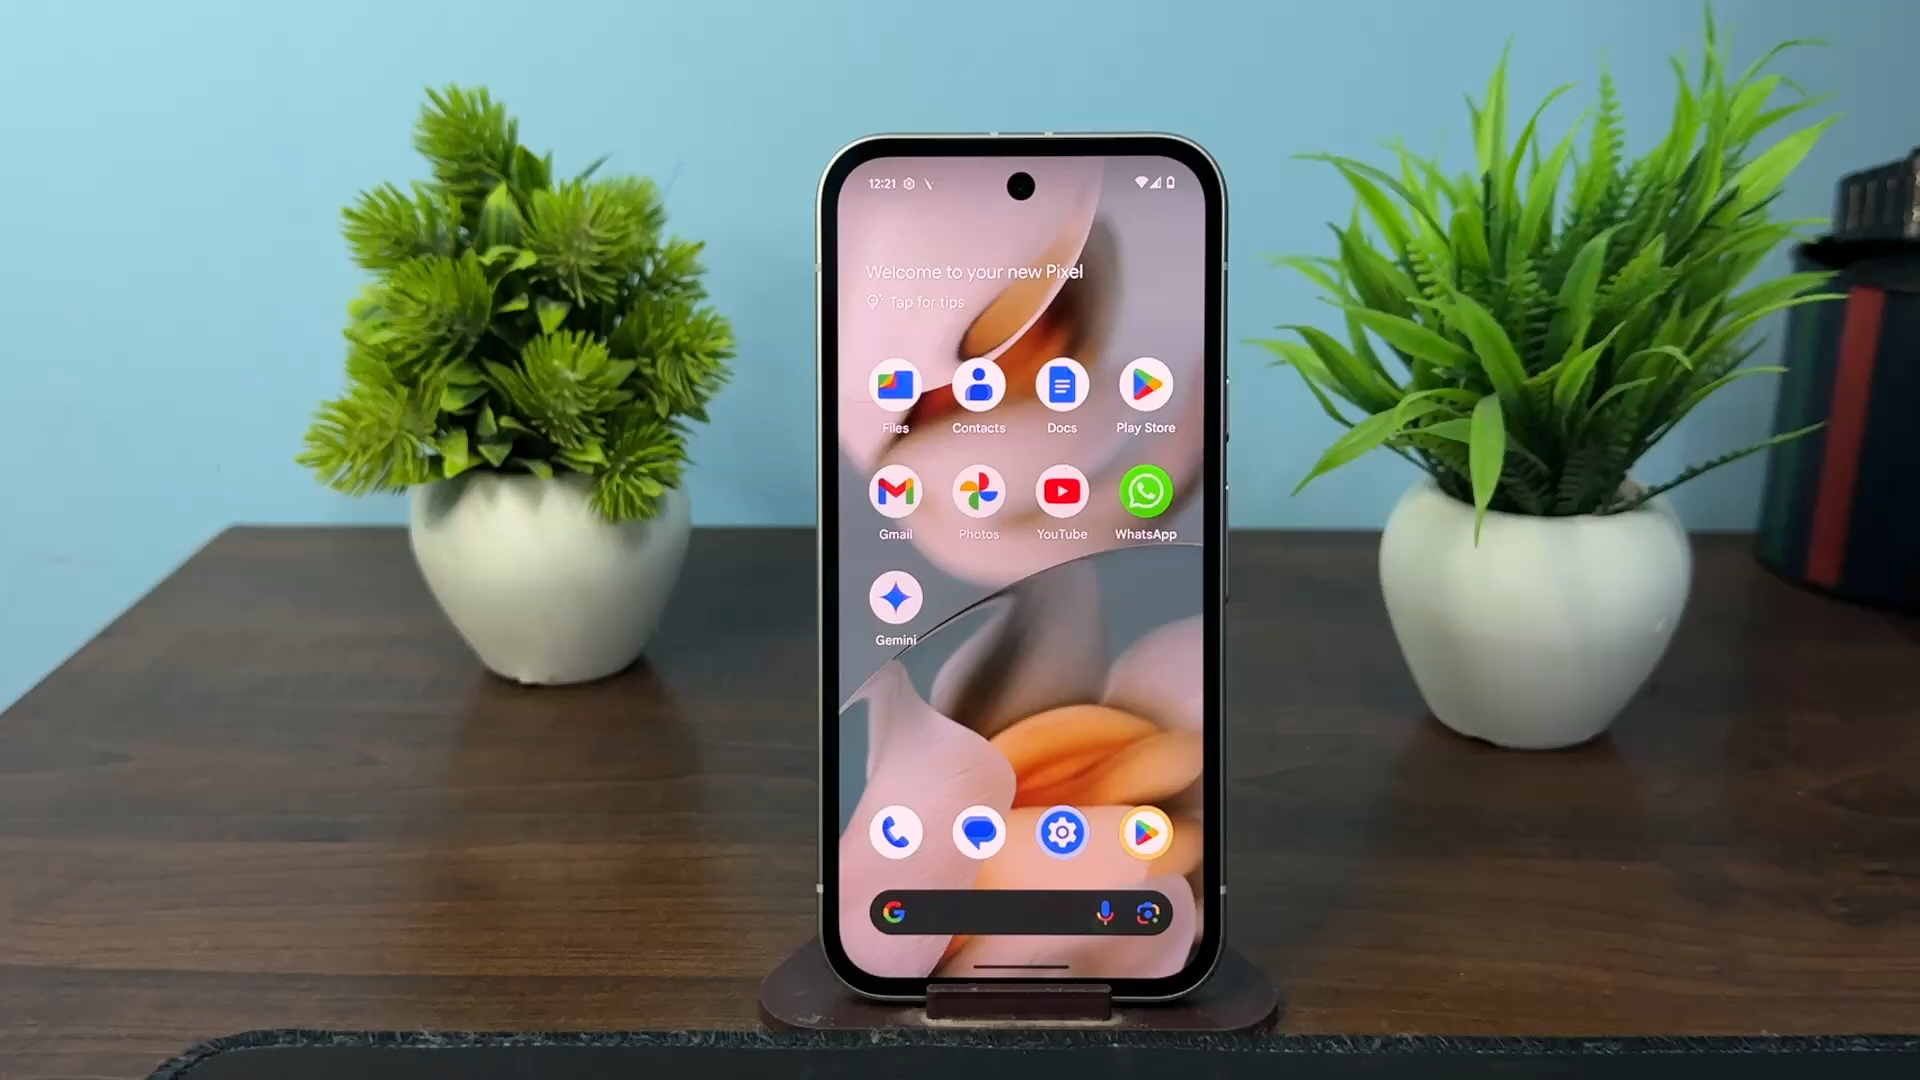 12:21
Welcome to your new Pixel
Tap for tips
Files Contacts Docs Play Store
Gmail Photos YouTube WhatsApp
Gemini